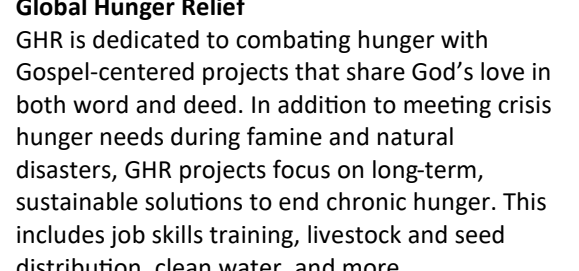 Global Hunger Relief
GHR is dedicated to combating hunger with
Gospel-centered projects that share God's love in
both word and deed. In addition to meeting crisis
hunger needs during famine and natural
disasters, GHR projects focus on long-term,
sustainable solutions to end chronic hunger. This
includes job skills training, livestock and seed
distribution, clean water, and more